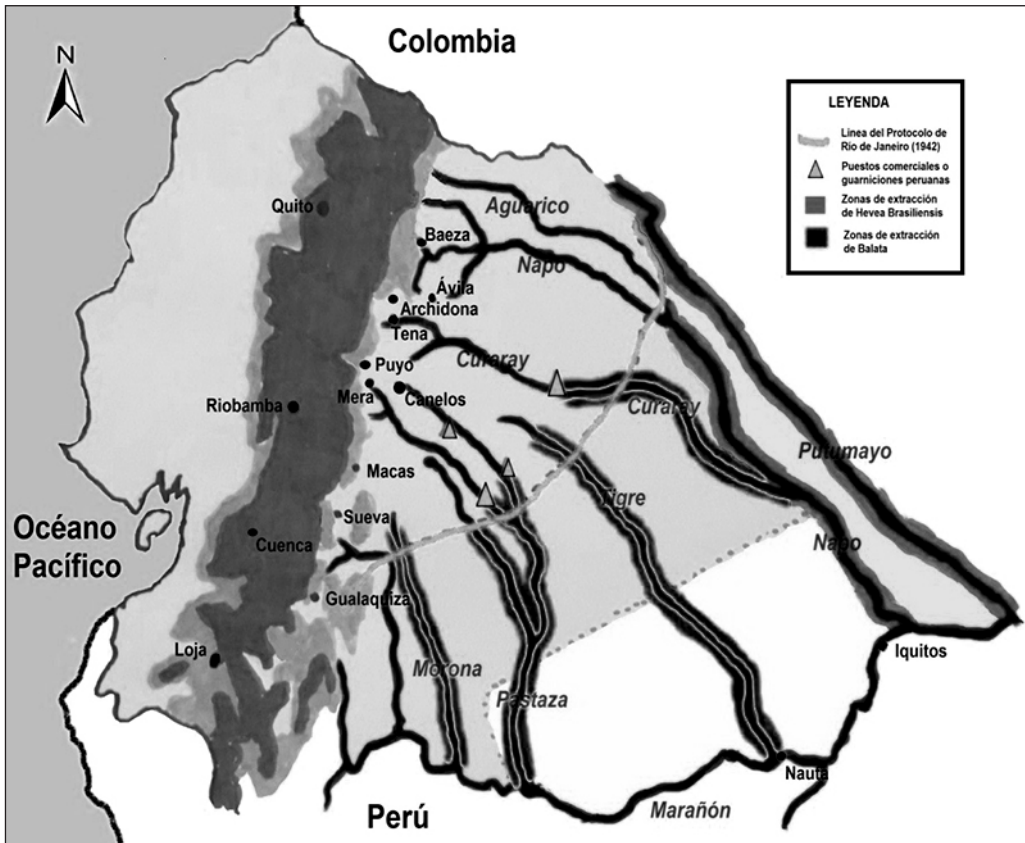 Colombia
N
LEYENDA
Linea del Protocolo de
Rio de Janeiro (1942)
Puestos comerciales o
guarniciones peruanas
Zonas de extracción
de Hevea Brasiliensis
Zonas de extracción
de Balata
Quito
Aguarico
Baeza
Napo
Ávila
Archidona
Tena
Curaray
Puyo
Mera
Canelos
Riobamba
Curaray
Putumayo
Macas
Tigre
Sueva
Océano
Pacífico
Cuenca
Napo
Gualaquiza
Loja
Iquitos
Morona
Pastaza
Nauta
Perú
Marañón